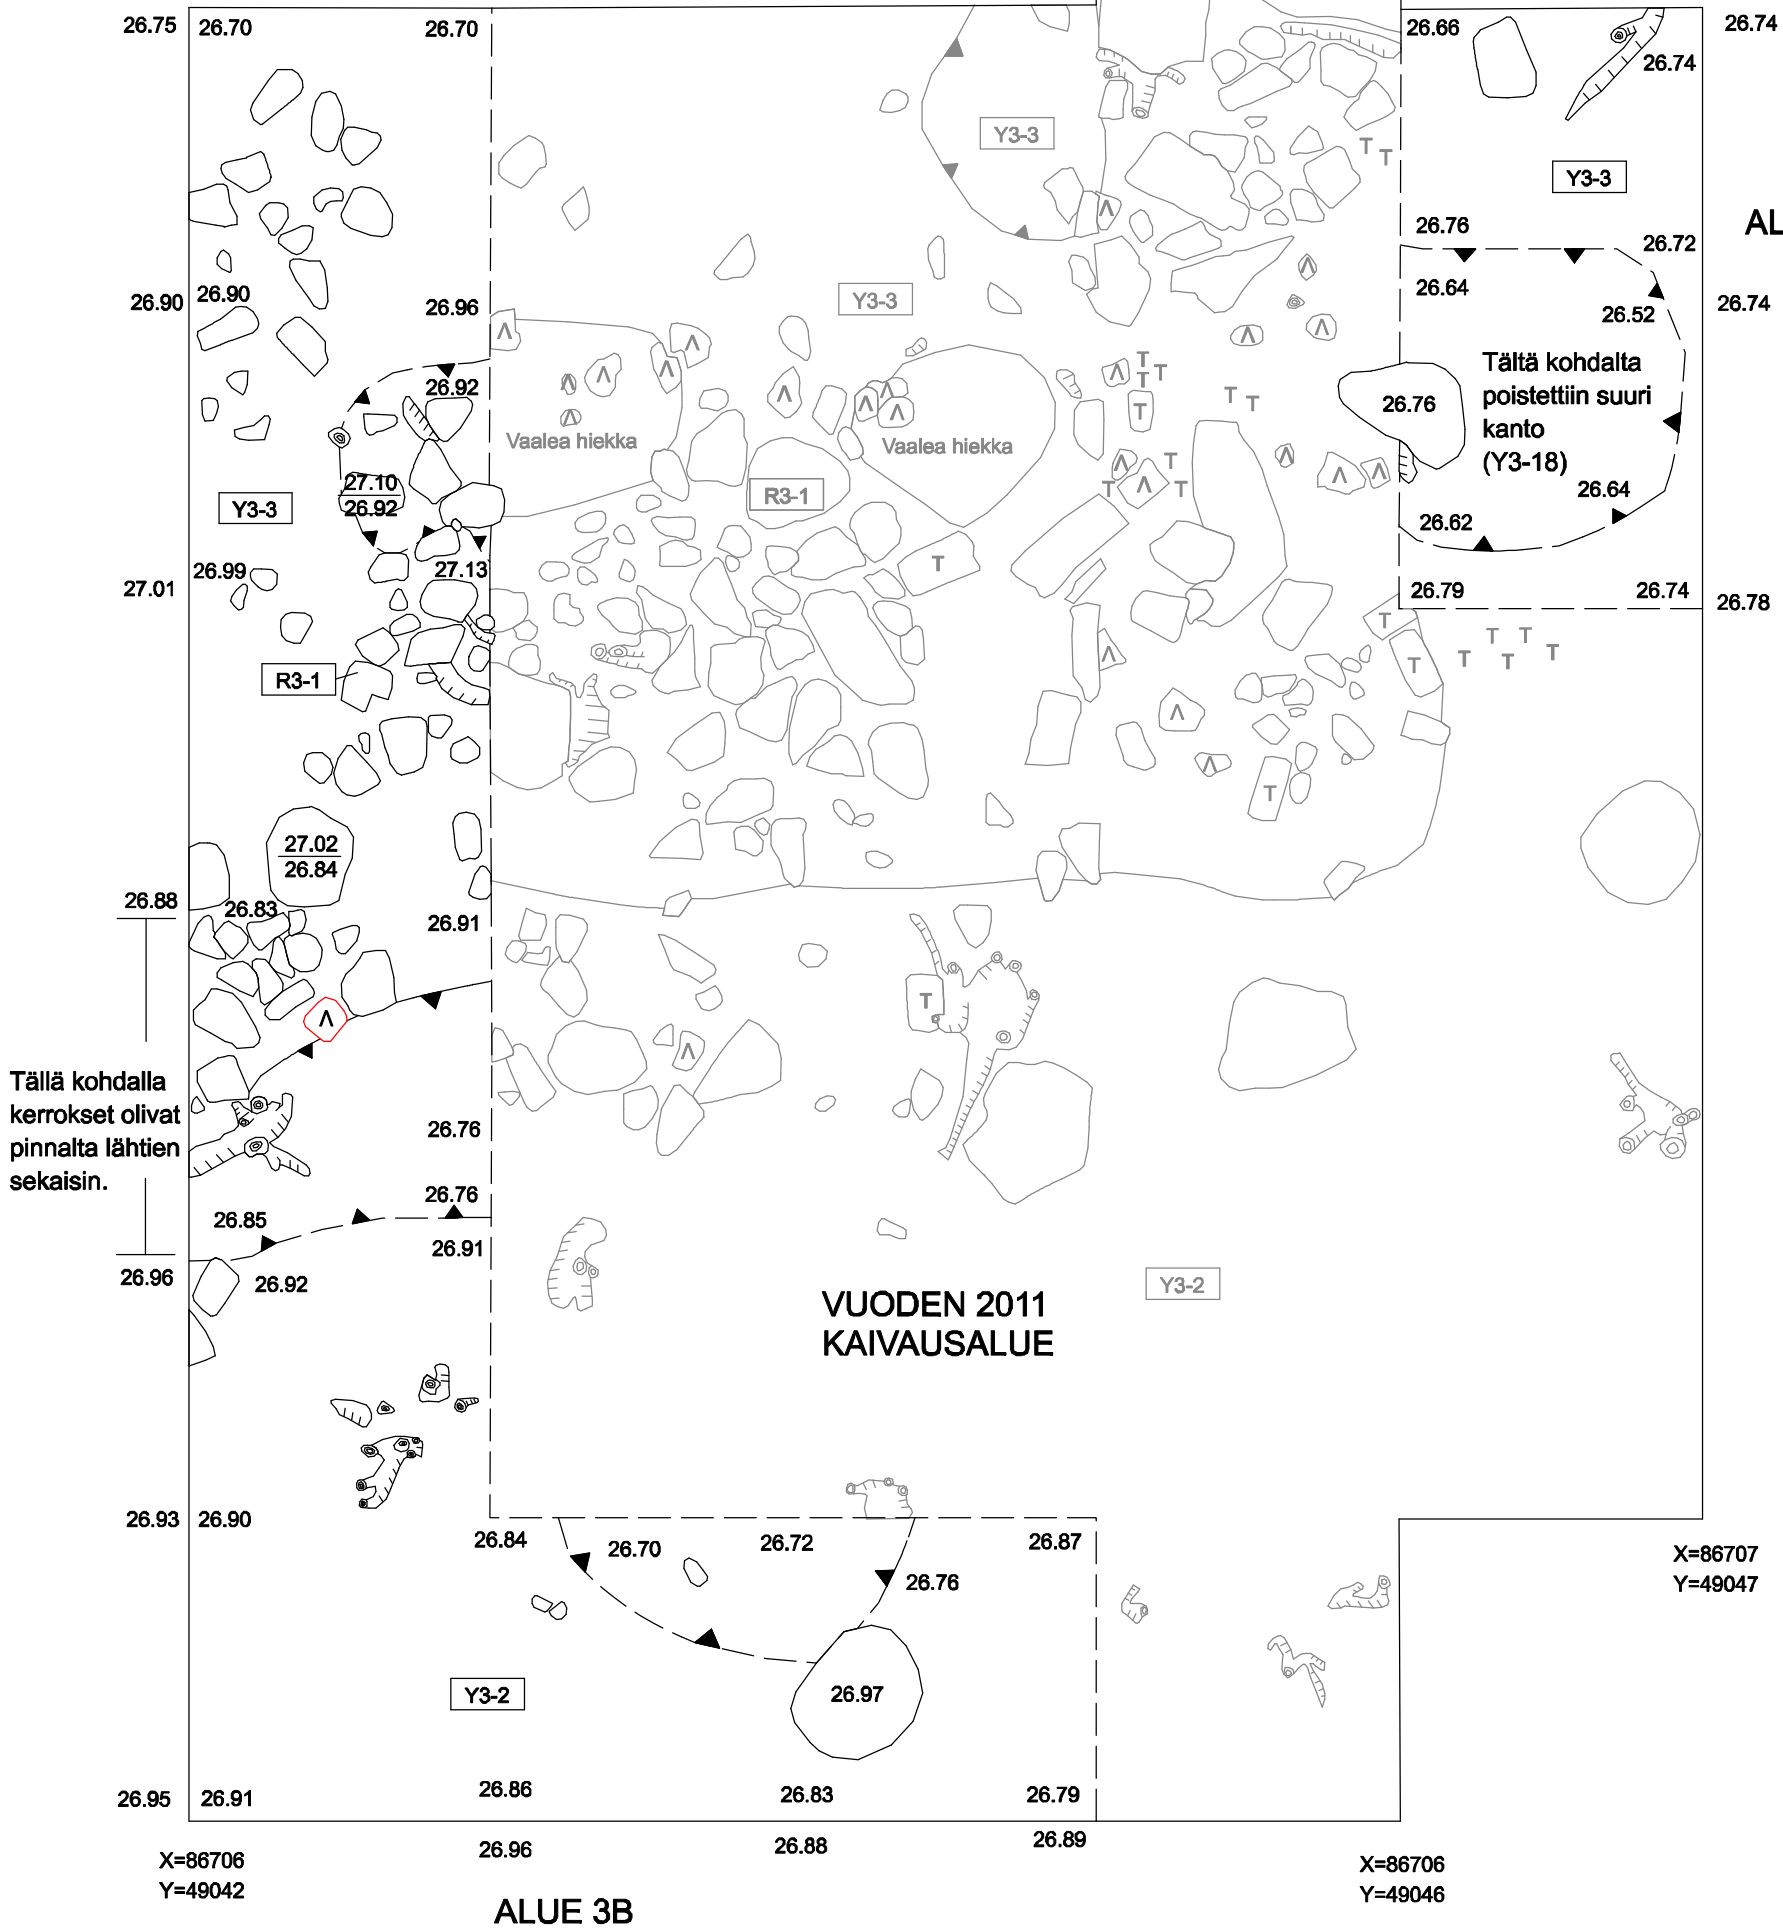 26.75 26.70 26.70 26.66 26.74
26.74
Y3-3
T T
Y3-3
Λ
26.76
AL
26.72
Λ
26.90 26.90 26.96 Y3-3 26.64 26.74
26.52
Λ Λ Λ Λ
Tältä kohdalta
poistettiin suuri
kanto
(Y3-18)
Λ Λ Λ T
T T
26.92
Λ Λ Λ T T
26.76
Λ Λ Λ T
Vaalea hiekka
Vaalea hiekka
Λ
Λ T
Λ Λ
27.10
26.92
Y3-3
R3-1
T Λ T
26.64
26.62
T
26.99 27.13
27.01 26.79 26.74 26.78
T
T T
T T T
Λ T
R3-1
Λ
Λ
T
27.02
26.84
26.88 26.83 26.91
T
Λ
Λ
Tällä kohdalla
kerrokset olivat
pinnalta lähtien
sekaisin.
26.76
26.76
26.85
26.91
26.96 26.92
Y3-2
VUODEN 2011
KAIVAUSALUE
26.93 26.90
26.84 26.70 26.72 26.87
26.76
X=86707
Y=49047
Y3-2
26.97
26.95 26.91 26.86 26.83 26.79
26.96 26.88 26.89
X=86706
Y=49042
X=86706
Y=49046
ALUE 3B